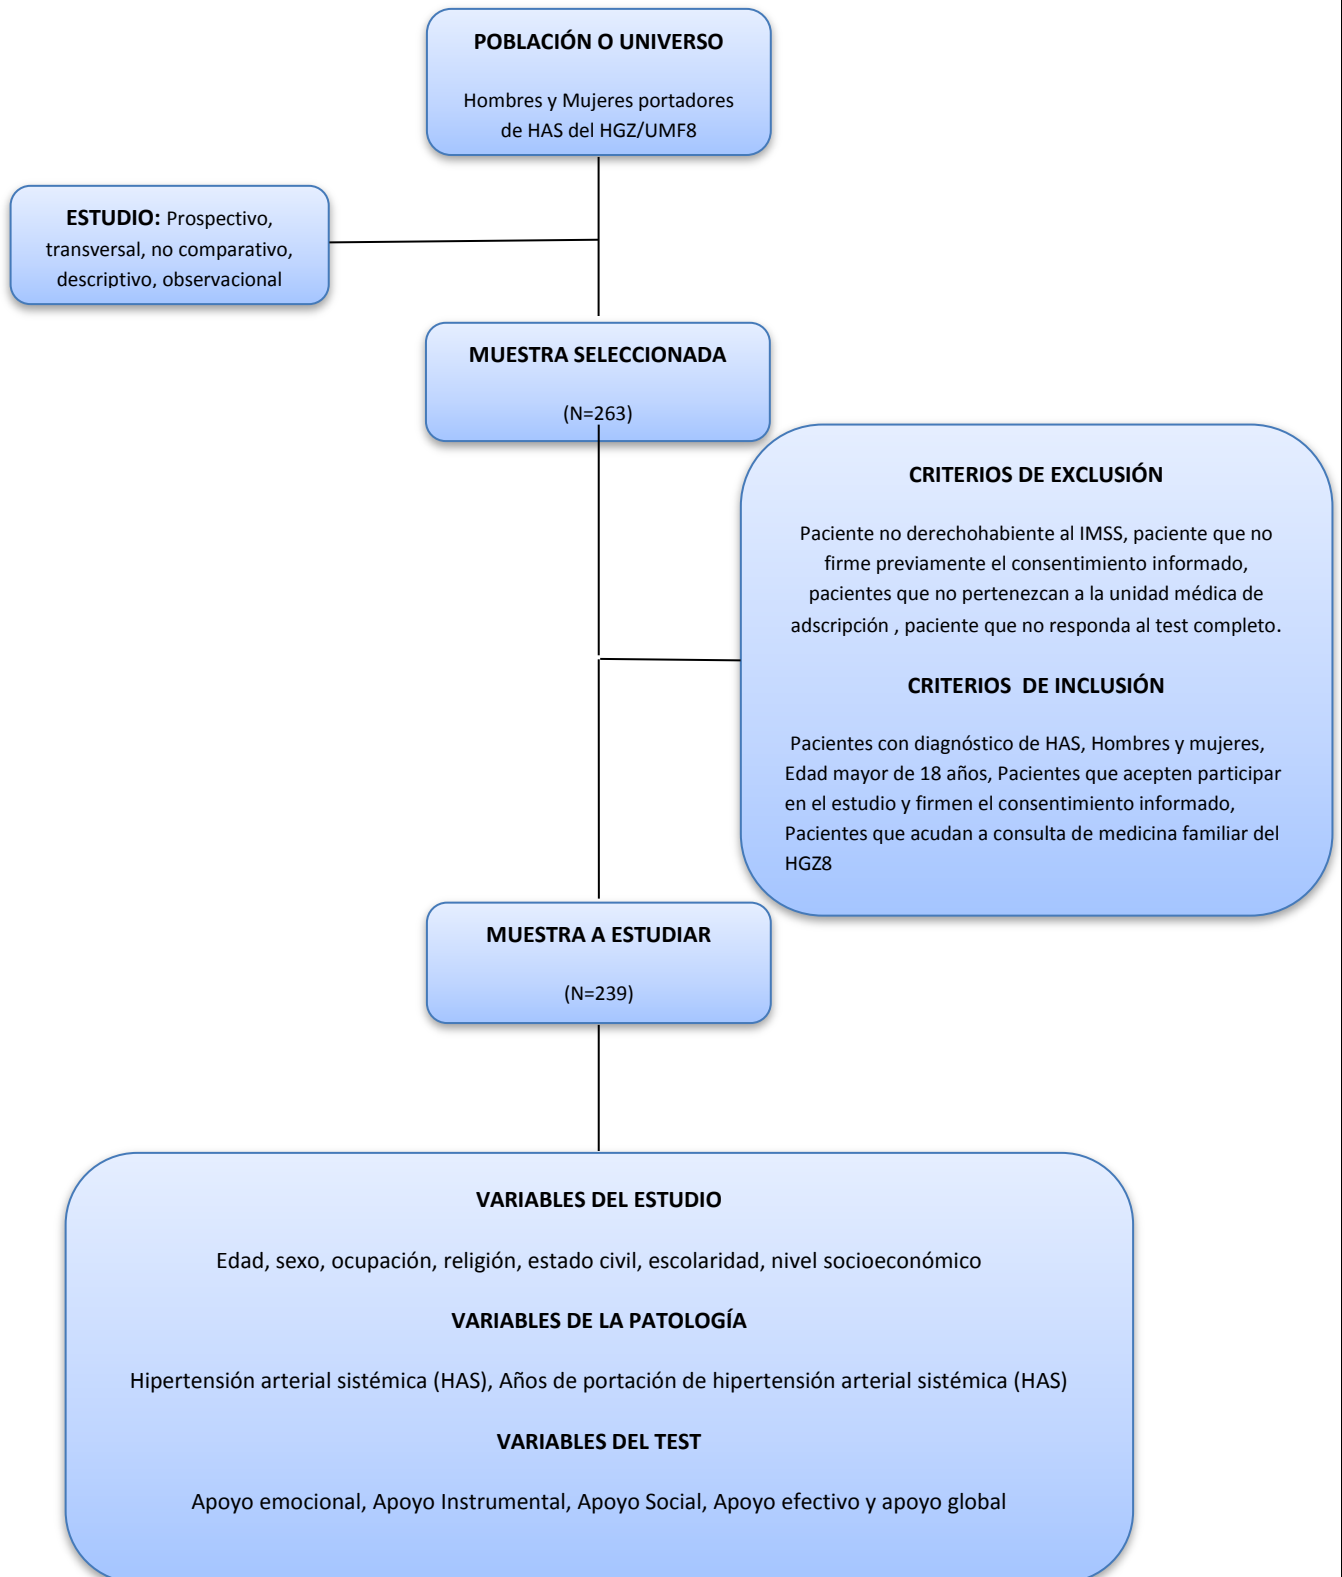 POBLACIÓN O UNIVERSO
Hombres y Mujeres portadores
de HAS del HGZ/UMF8
ESTUDIO: Prospectivo,
transversal, no comparativo,
descriptivo, observacional
MUESTRA SELECCIONADA
(N=263)
CRITERIOS DE EXCLUSIÓN
Paciente no derechohabiente al IMSS, paciente que no
firme previamente el consentimiento informado,
pacientes que no pertenezcan a la unidad médica de
adscripción , paciente que no responda al test completo.
CRITERIOS DE INCLUSIÓN
Pacientes con diagnóstico de HAS, Hombres y mujeres,
Edad mayor de 18 años, Pacientes que acepten participar
en el estudio y firmen el consentimiento informado,
Pacientes que acudan a consulta de medicina familiar del
HGZ8
MUESTRA A ESTUDIAR
(N=239)
VARIABLES DEL ESTUDIO
Edad, sexo, ocupación, religión, estado civil, escolaridad, nivel socioeconómico
VARIABLES DE LA PATOLOGÍA
Hipertensión arterial sistémica (HAS), Años de portación de hipertensión arterial sistémica (HAS)
VARIABLES DEL TEST
Apoyo emocional, Apoyo Instrumental, Apoyo Social, Apoyo efectivo y apoyo global